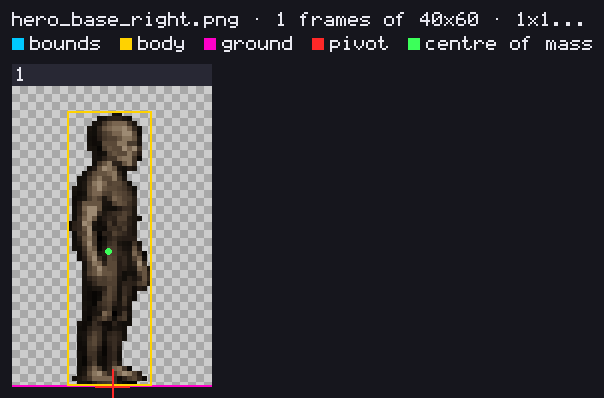 hero_base_right.png · 1 frames of 40x60 · 1x1...
bounds body ground pivot centre of mass
1